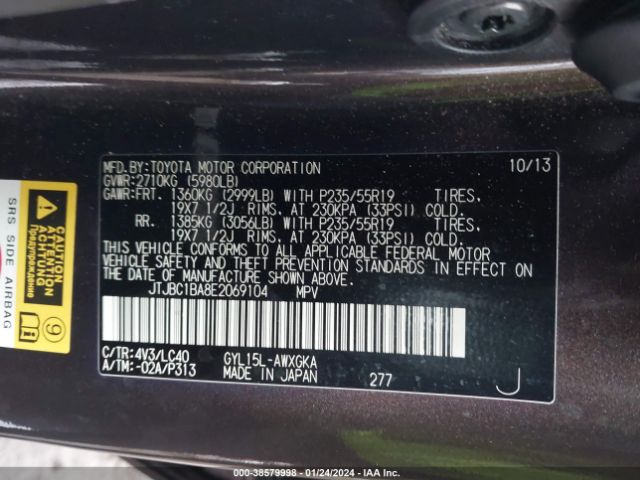 MFD.BY:TOYOTA MOTOR CORPORATION 10/13
GVWR:2710KG (5980LB)
GAWR:FRT. 1360KG (2999LB) WITH P235/55R19 TIRES,
19X7 1/2J RIMS, AT 230KPA (33PSI) COLD.
RR. 1385KG (3056LB) WITH P235/55R19 TIRES,
19X7 1/2J RIMS, AT 230KPA (33PSI) COLD.
THIS VEHICLE CONFORMS TO ALL APPLICABLE FEDERAL MOTOR
VEHICLE SAFETY AND THEFT PREVENTION STANDARDS IN EFFECT ON
THE DATE OF MANUFACTURE SHOWN ABOVE.
JTJBC1BA8E2069104 MPV
C/TR:4V3/LC40 GYL15L-AWXGKA
A/TM:-02A/P313 MADE IN JAPAN 277 J
SRS SIDE AIRBAG
CAUTION
ATTENTION
Предупреждение
9
00-38579998 - 01/24/2024 - IAA Inc.